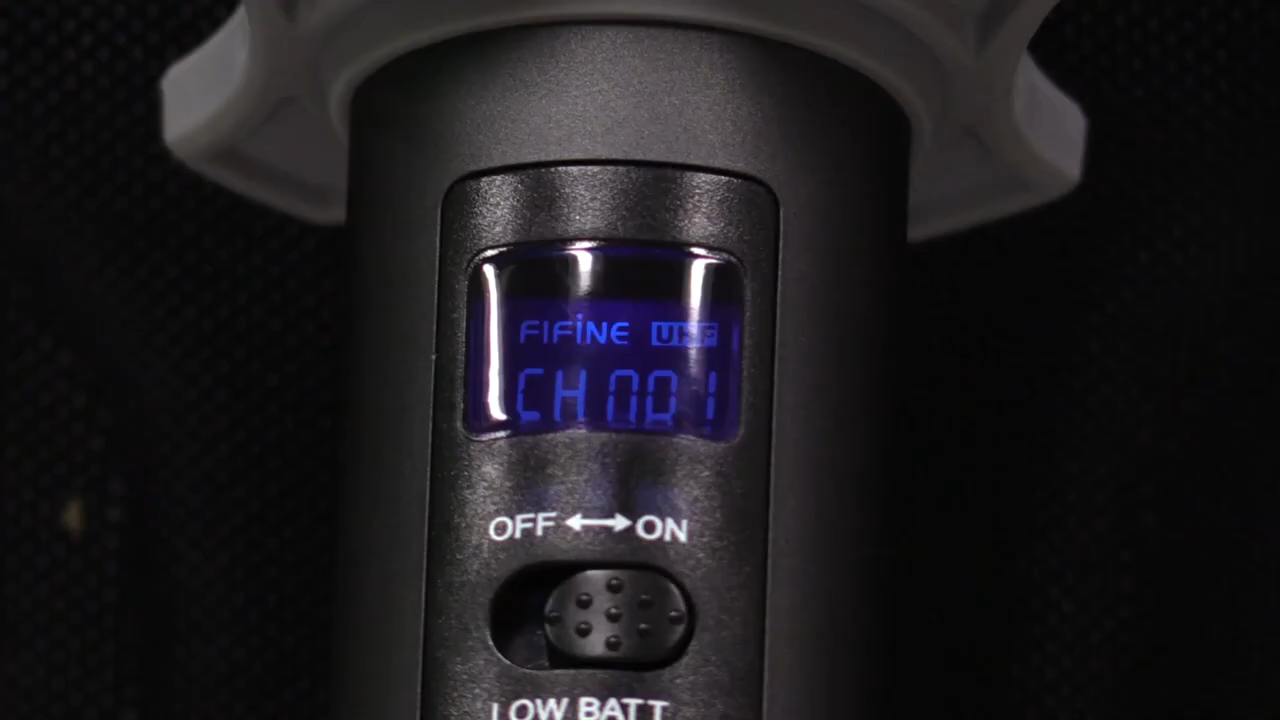 FIFINE UHF
CH001
OFF ↔ ON
LOW BATT